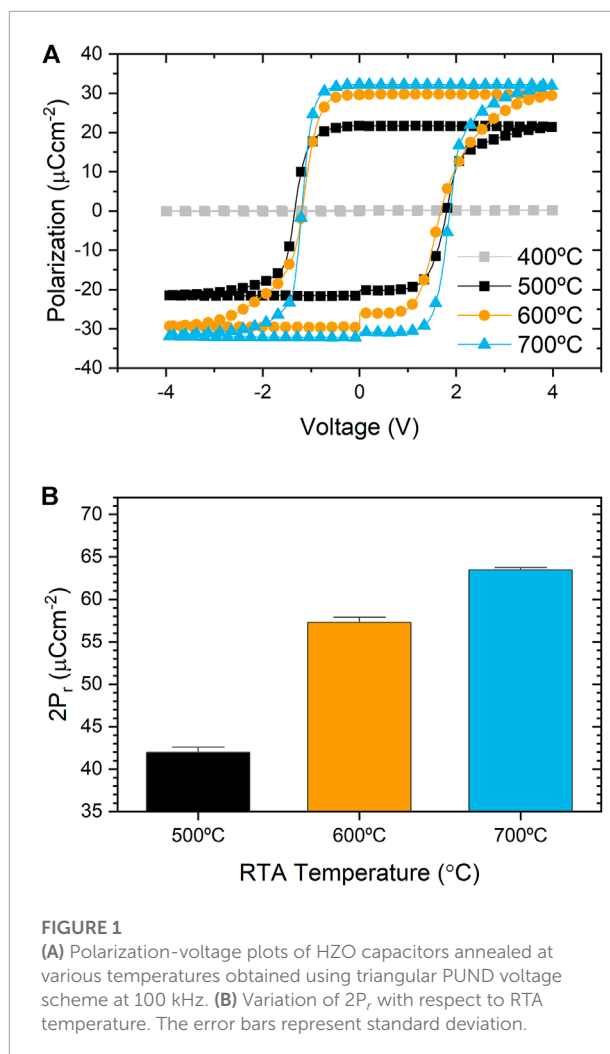 A
40
30
20
10
0
-10
-20
-30
-40
Polarization (μCcm⁻²)
400ºC
500ºC
600ºC
700ºC
-4 -2 0 2 4
Voltage (V)
B
70
65
60
55
50
45
40
35
2Pᵣ (μCcm⁻²)
500ºC 600ºC 700ºC
RTA Temperature (°C)
FIGURE 1
(A) Polarization-voltage plots of HZO capacitors annealed at
various temperatures obtained using triangular PUND voltage
scheme at 100 kHz. (B) Variation of 2Pᵣ with respect to RTA
temperature. The error bars represent standard deviation.